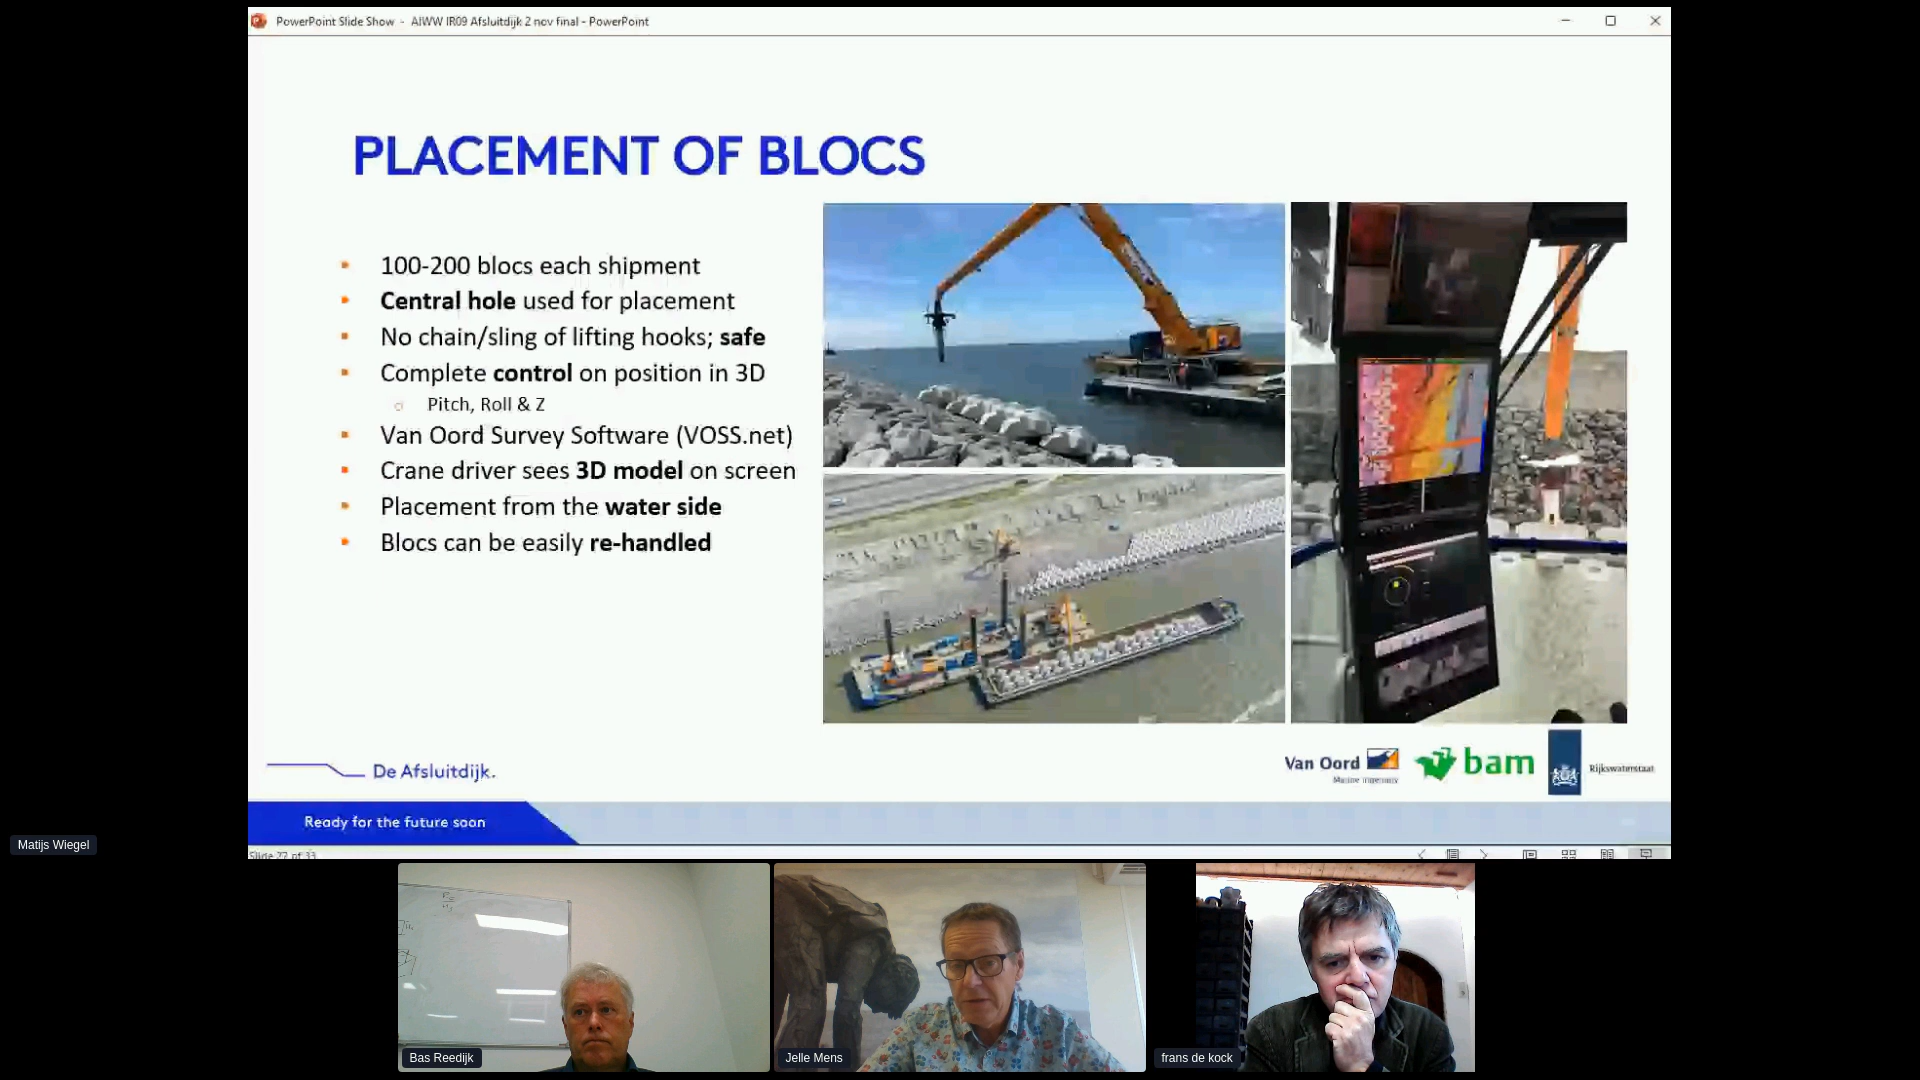 PowerPoint Slide Show - AIWW IR09 Afsluitdijk 2 nov final - PowerPoint
PLACEMENT OF BLOCS
100-200 blocs each shipment
Central hole used for placement
No chain/sling of lifting hooks; safe
Complete control on position in 3D
Pitch, Roll & Z
Van Oord Survey Software (VOSS.net)
Crane driver sees 3D model on screen
Placement from the water side
Blocs can be easily re-handled
De Afsluitdijk.
Van Oord
Marine ingenuity
bam
Rijkswaterstaat
Ready for the future soon
Slide 27 of 33
Matijs Wiegel
Bas Reedijk
Jelle Mens
frans de kock